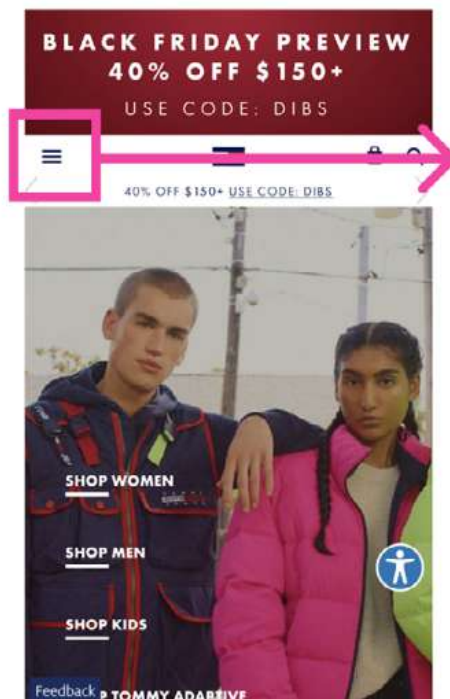 BLACK FRIDAY PREVIEW
40% OFF $150+
USE CODE: DIBS
40% OFF $150+ USE CODE: DIBS
SHOP WOMEN
SHOP MEN
SHOP KIDS
Feedback P TOMMY ADAPTIVE